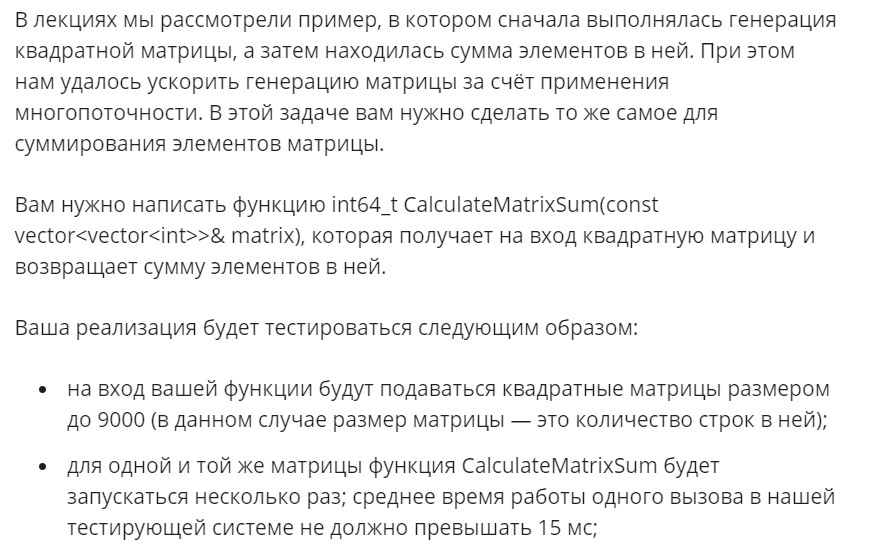 В лекциях мы рассмотрели пример, в котором сначала выполнялась генерация
квадратной матрицы, а затем находилась сумма элементов в ней. При этом
нам удалось ускорить генерацию матрицы за счёт применения
многопоточности. В этой задаче вам нужно сделать то же самое для
суммирования элементов матрицы.
Вам нужно написать функцию int64_t CalculateMatrixSum(const
vector<vector<int>>& matrix), которая получает на вход квадратную матрицу и
возвращает сумму элементов в ней.
Ваша реализация будет тестироваться следующим образом:
• на вход вашей функции будут подаваться квадратные матрицы размером
до 9000 (в данном случае размер матрицы — это количество строк в ней);
• для одной и той же матрицы функция CalculateMatrixSum будет
запускаться несколько раз; среднее время работы одного вызова в нашей
тестирующей системе не должно превышать 15 мс;